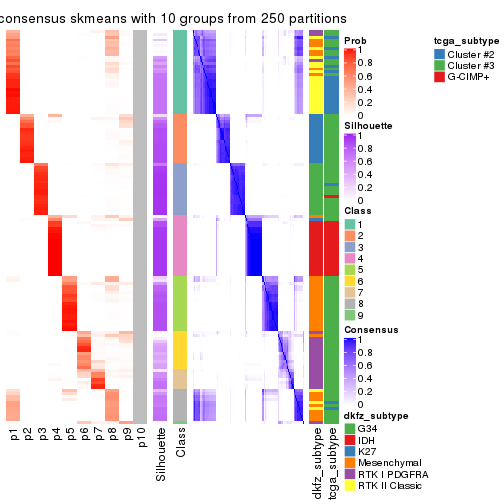 consensus skmeans with 10 groups from 250 partitions
Prob
1
0.8
0.6
0.4
0.2
0
Silhouette
1
0.8
0.6
0.4
0.2
0
Class
1
2
3
4
5
6
7
8
9
Consensus
1
0.8
0.6
0.4
0.2
0
dkfz_subtype
G34
IDH
K27
Mesenchymal
RTK I PDGFRA
RTK II Classic
tcga_subtype
Cluster #2
Cluster #3
G-CIMP+
p1
p2
p3
p4
p5
p6
p7
p8
p9
p10
Silhouette
Class
dkfz_subtype
tcga_subtype